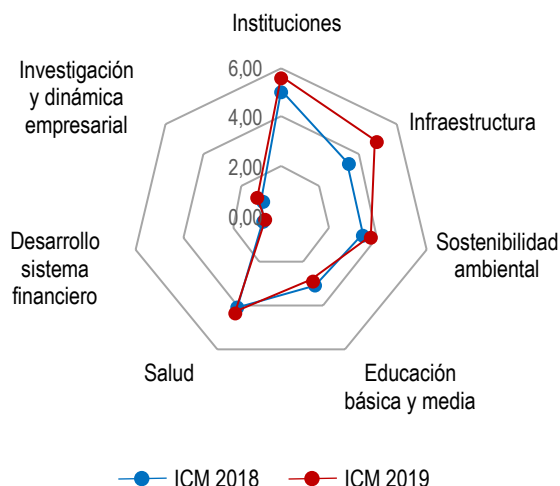 Instituciones
6,00
4,00
2,00
0,00
Infraestructura
Sostenibilidad
ambiental
Educación
básica y media
Salud
Desarrollo
sistema
financiero
Investigación
y dinámica
empresarial
ICM 2018
ICM 2019